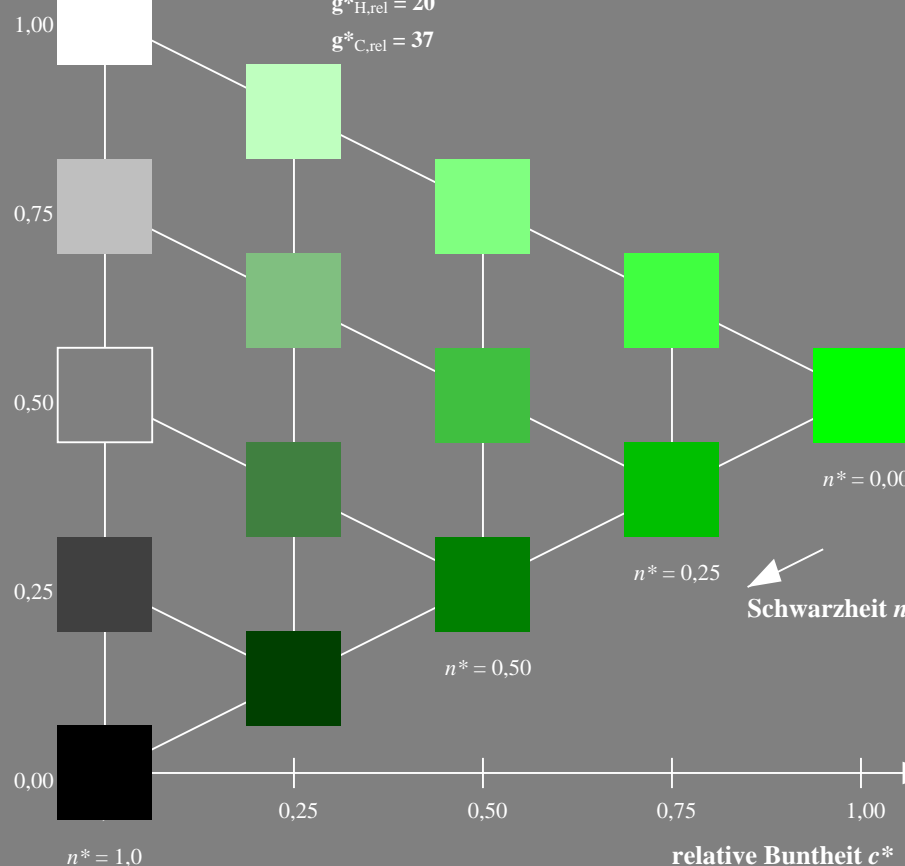 g*H,rel = 20
1,00
g*C,rel = 37
0,75
0,50
n* = 0,00
n* = 0,25
0,25
Schwarzheit n
n* = 0,50
0,00
0,25 0,50 0,75 1,00
n* = 1,0
relative Buntheit c*